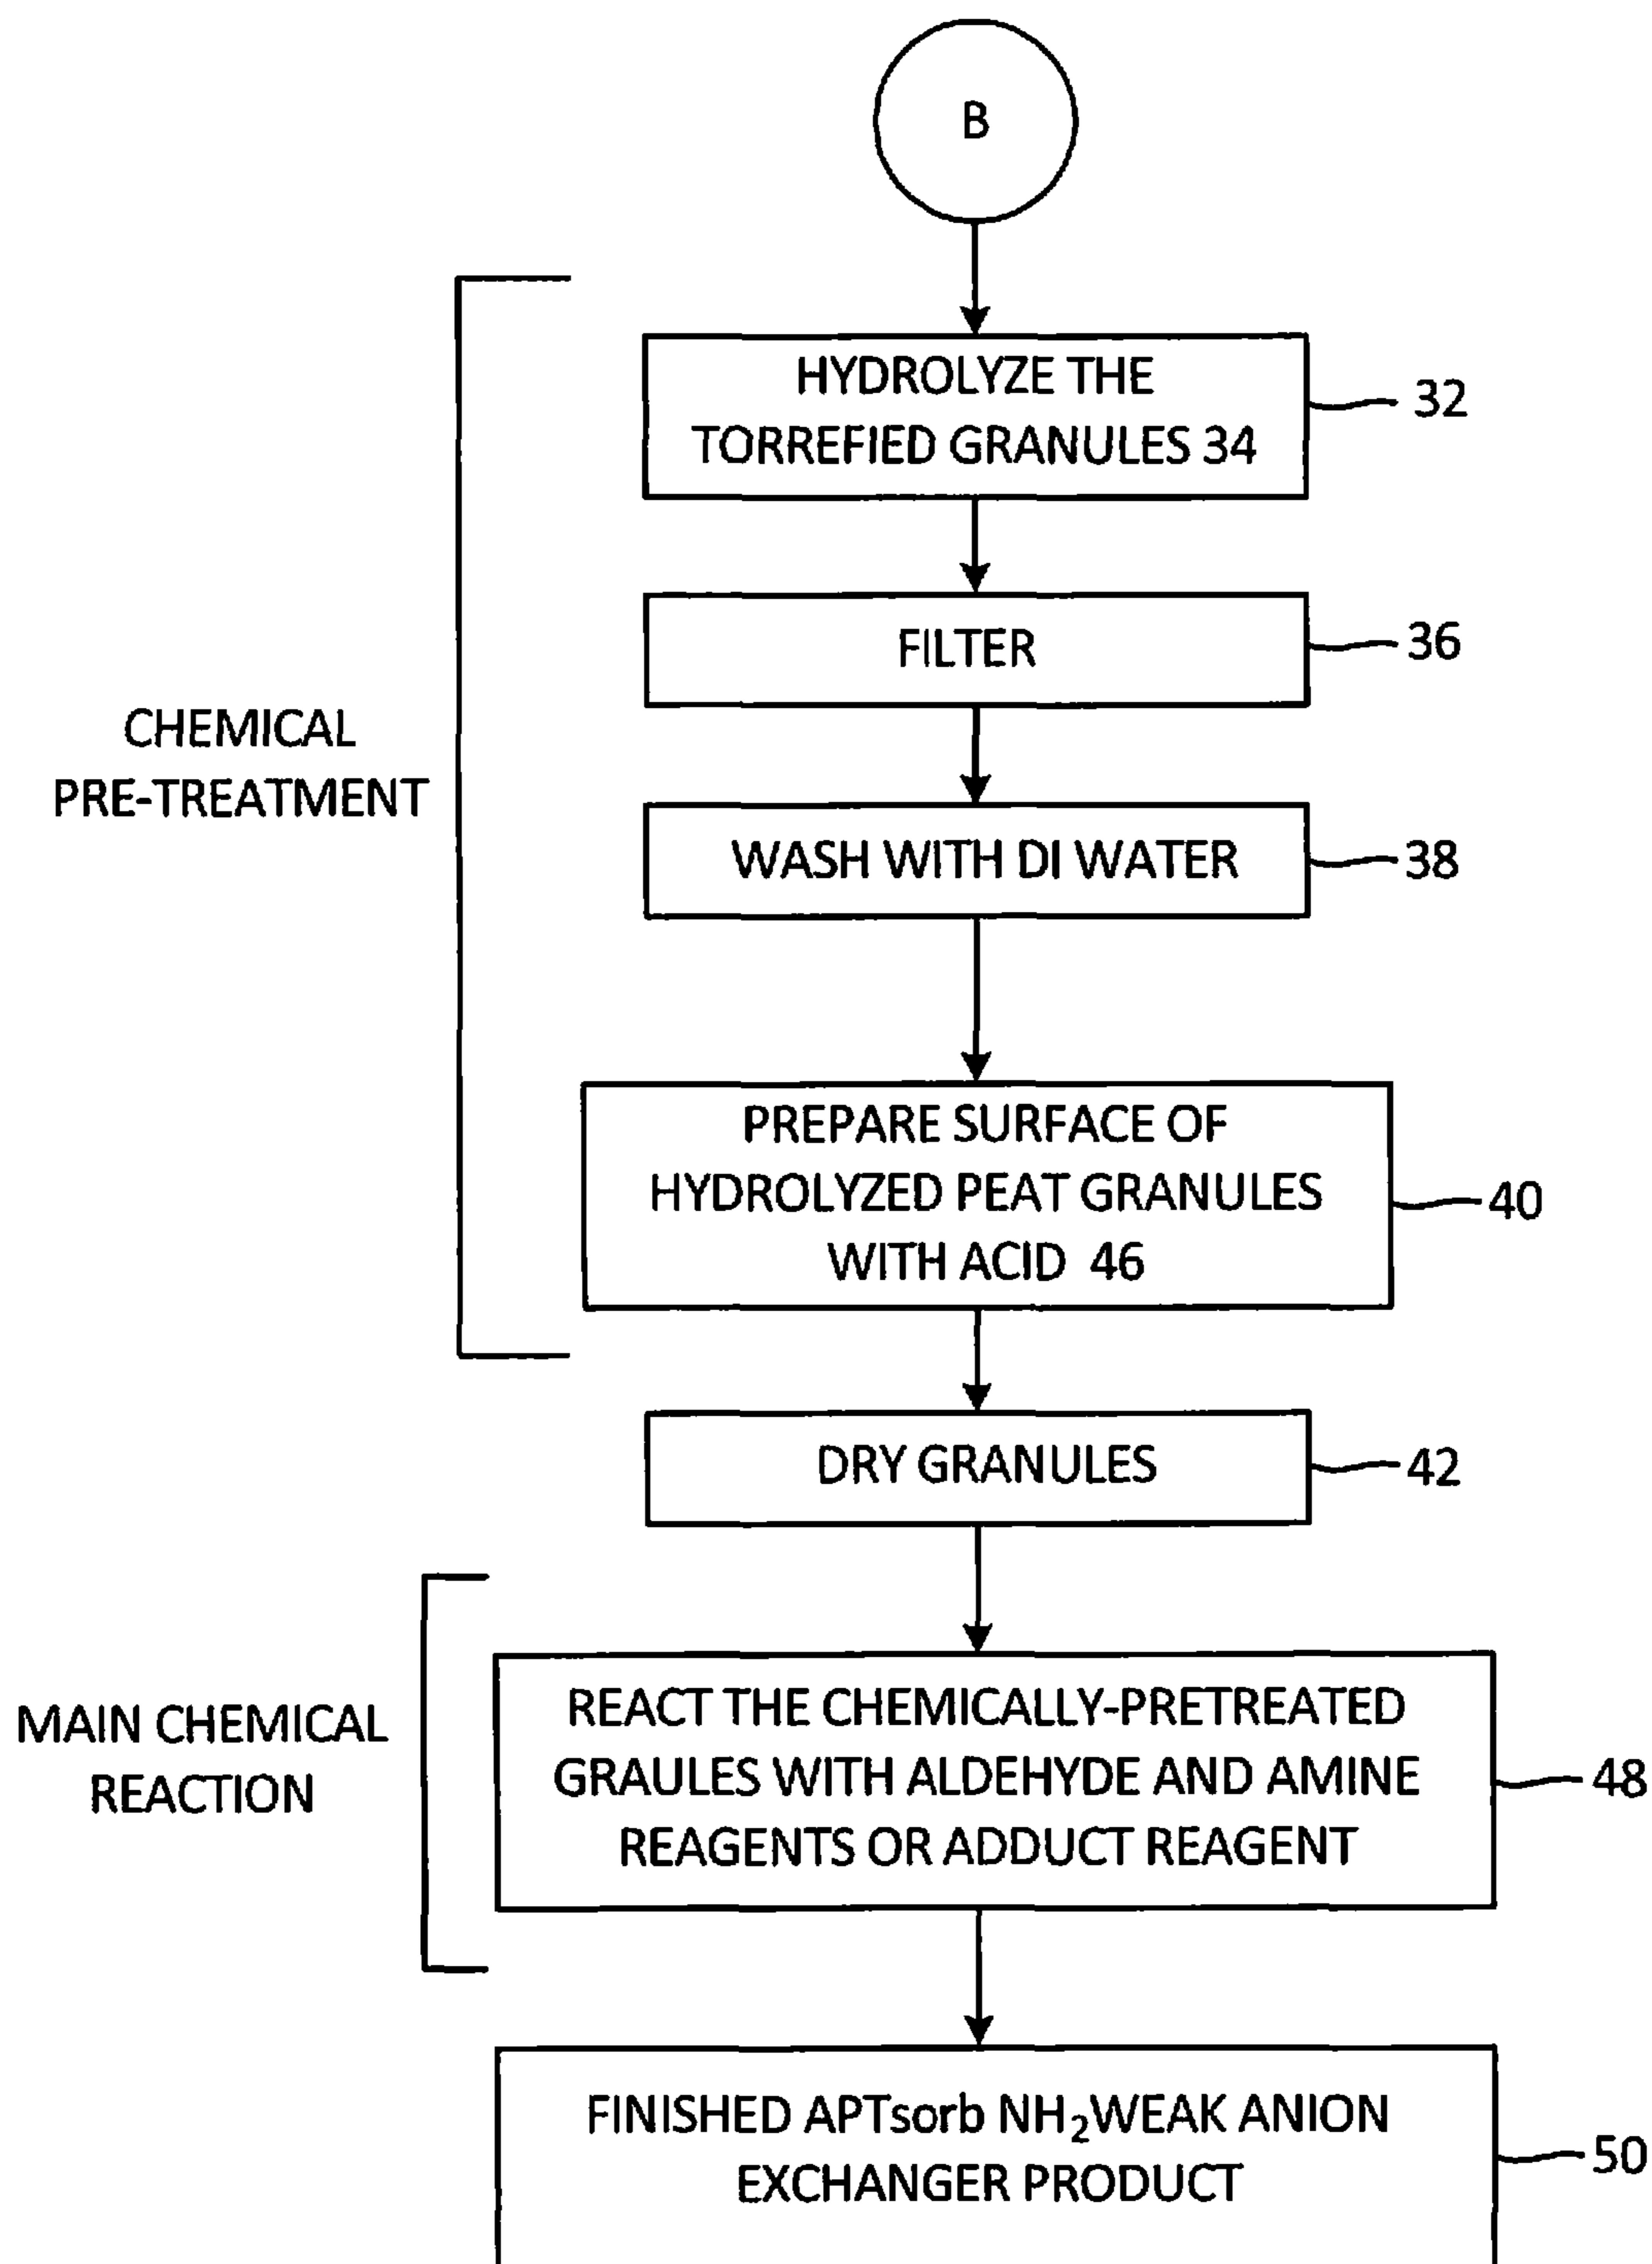 B
HYDROLYZE THE
TORREFIED GRANULES 34
32
FILTER
36
CHEMICAL
PRE-TREATMENT
WASH WITH DI WATER
38
PREPARE SURFACE OF
HYDROLYZED PEAT GRANULES
WITH ACID 46
40
DRY GRANULES
42
MAIN CHEMICAL
REACTION
REACT THE CHEMICALLY-PRETREATED
GRAULES WITH ALDEHYDE AND AMINE
REAGENTS OR ADDUCT REAGENT
48
FINISHED APTsorb NH₂WEAK ANION
EXCHANGER PRODUCT
50